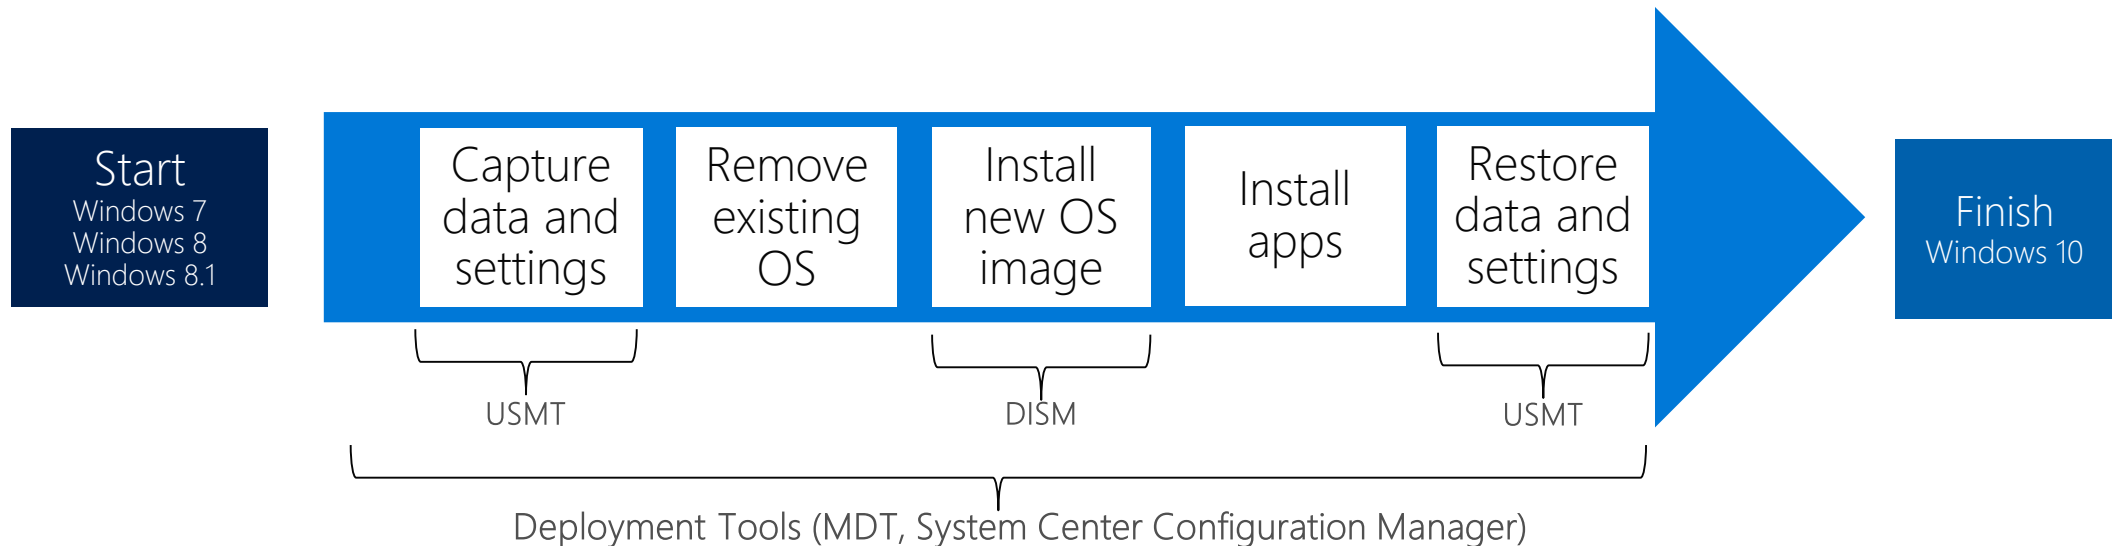 Start
Windows 7
Windows 8
Windows 8.1
Capture
data and
settings
Remove
existing
OS
Install
new OS
image
Install
apps
Restore
data and
settings
Finish
Windows 10
USMT
DISM
USMT
Deployment Tools (MDT, System Center Configuration Manager)